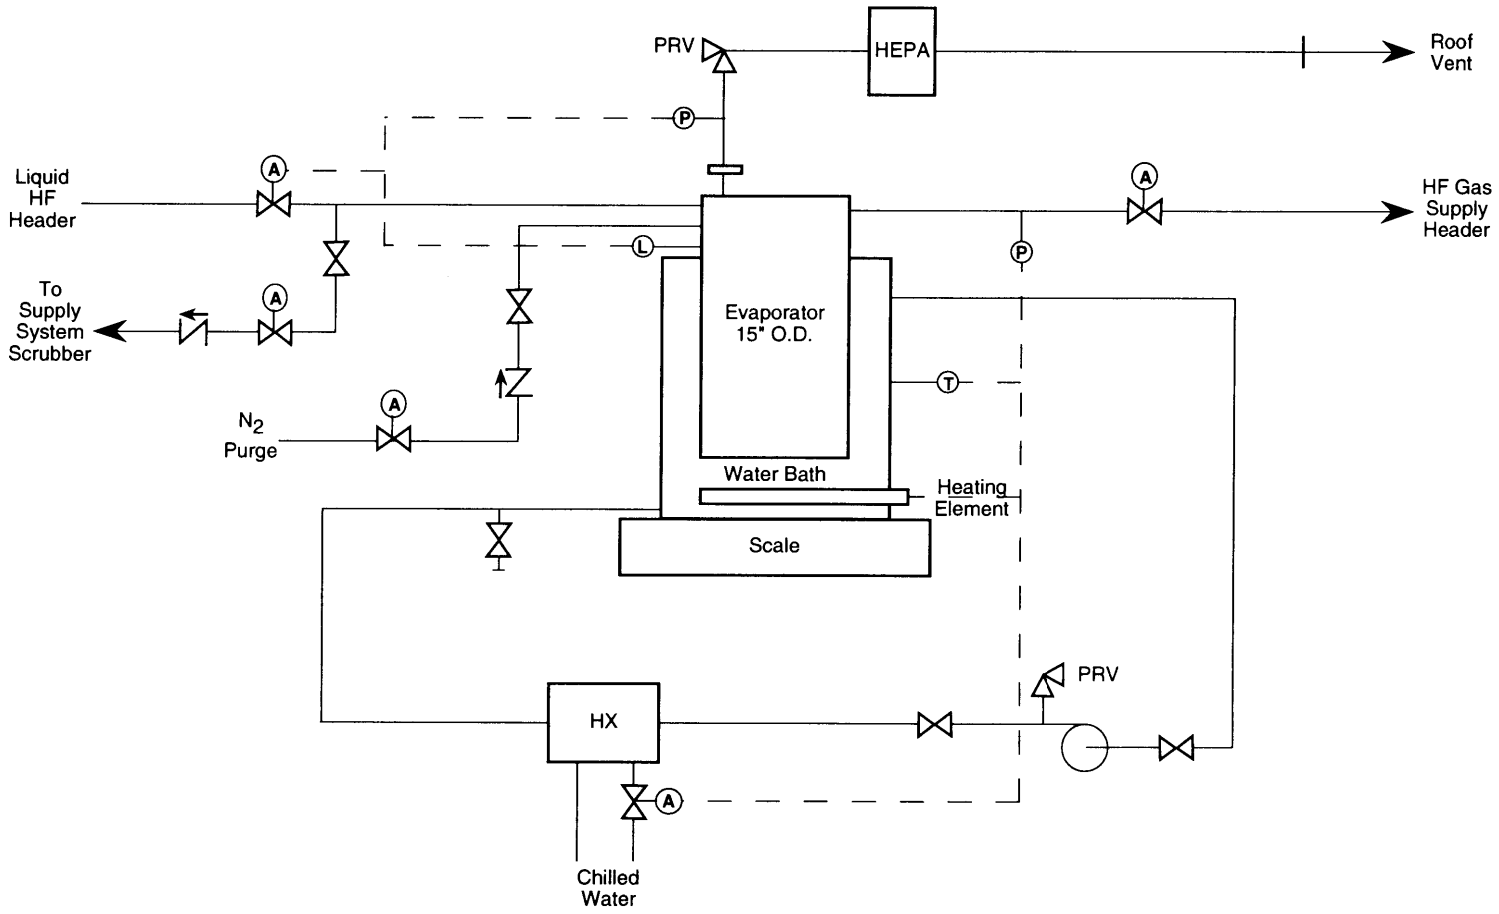 PRV
HEPA
Roof
Vent
P
A
Liquid
HF
Header
A
HF Gas
Supply
Header
L
P
To
Supply
System
Scrubber
A
Evaporator
15" O.D.
T
A
N2
Purge
Water Bath
Heating
Element
Scale
PRV
HX
A
Chilled
Water